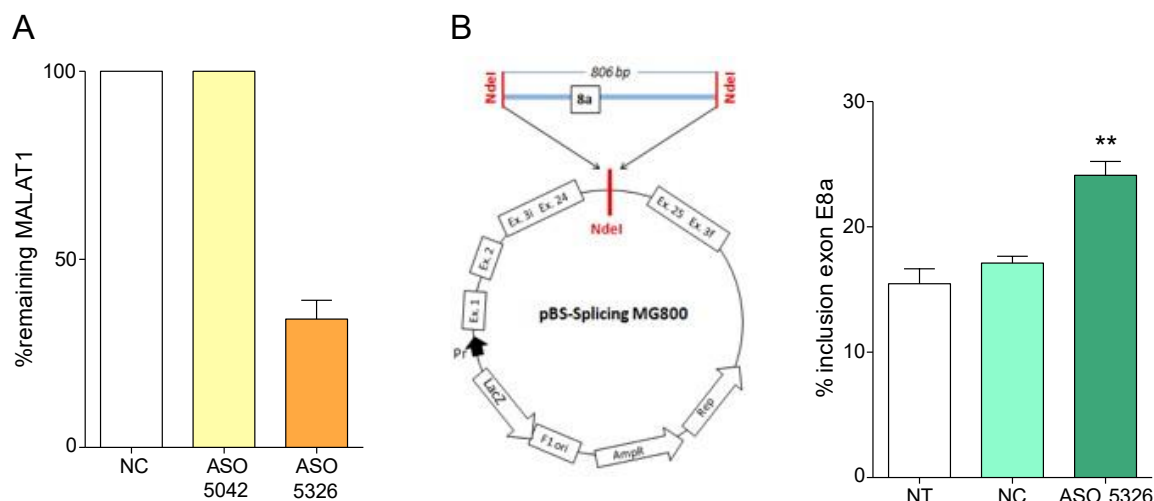 A
%remaining MALAT1
100
50
0
NC
ASO 5042
ASO 5326
B
806 bp
NdeI
8a
NdeI
NdeI
Ex. 3i Ex. 24
Ex. 25 Ex. 3f
Ex. 2
Ex. 1
Pr
pBS-Splicing MG800
LacZ
F1 ori
AmpR
Rep
% inclusion exon E8a
30
20
10
0
**
NT
NC
ASO 5326